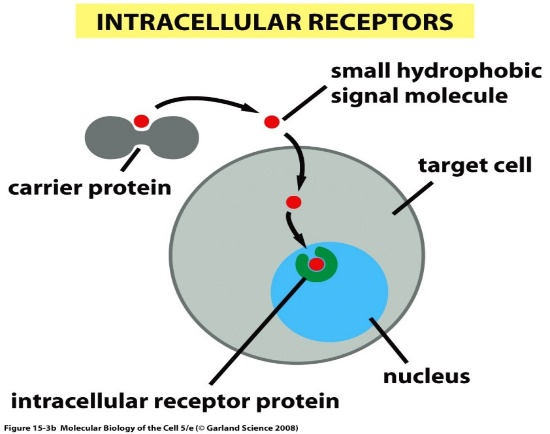 INTRACELLULAR RECEPTORS
small hydrophobic
signal molecule
carrier protein
target cell
nucleus
intracellular receptor protein
Figure 15-3b Molecular Biology of the Cell 5/e (© Garland Science 2008)